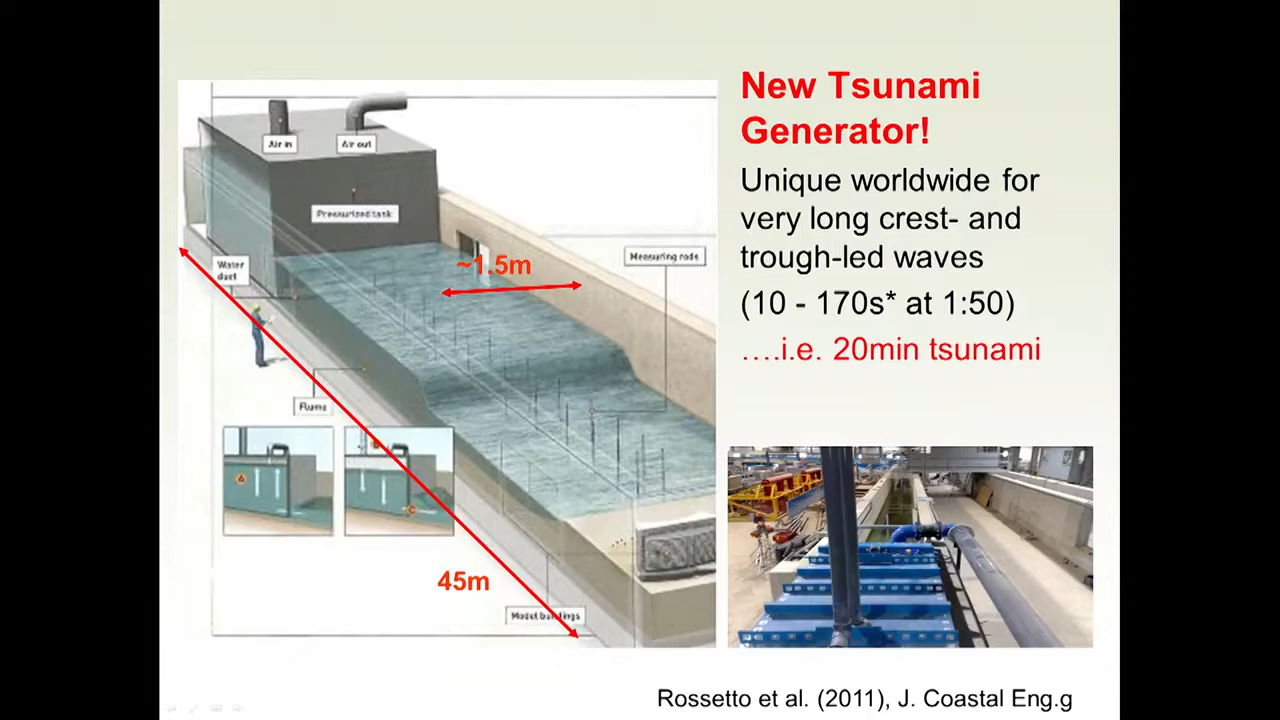 New Tsunami
Generator!
Unique worldwide for
very long crest- and
trough-led waves
(10 - 170s* at 1:50)
….i.e. 20min tsunami
Air in
Air out
Pressurized tank
Measuring rods
~1.5m
Water
duct
Flume
A
45m
Model buildings
Rossetto et al. (2011), J. Coastal Eng.g